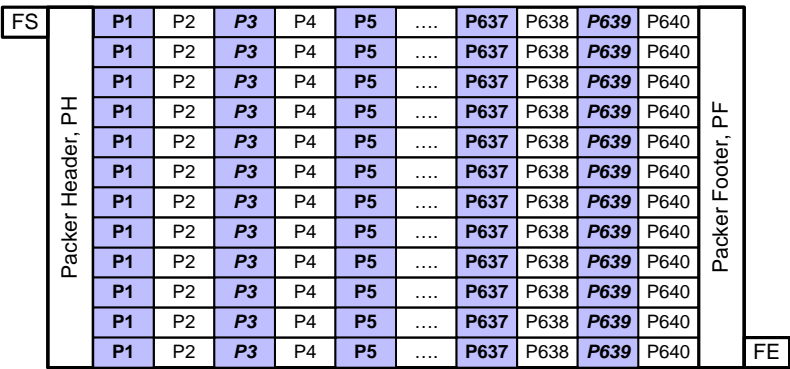 FS P1 P2 P3 P4 P5 …. P637 P638 P639 P640
P1 P2 P3 P4 P5 …. P637 P638 P639 P640
P1 P2 P3 P4 P5 …. P637 P638 P639 P640
P1 P2 P3 P4 P5 …. P637 P638 P639 P640
P1 P2 P3 P4 P5 …. P637 P638 P639 P640
P1 P2 P3 P4 P5 …. P637 P638 P639 P640
P1 P2 P3 P4 P5 …. P637 P638 P639 P640
P1 P2 P3 P4 P5 …. P637 P638 P639 P640
P1 P2 P3 P4 P5 …. P637 P638 P639 P640
P1 P2 P3 P4 P5 …. P637 P638 P639 P640
P1 P2 P3 P4 P5 …. P637 P638 P639 P640
P1 P2 P3 P4 P5 …. P637 P638 P639 P640 FE
Packer Header, PH
Packer Footer, PF